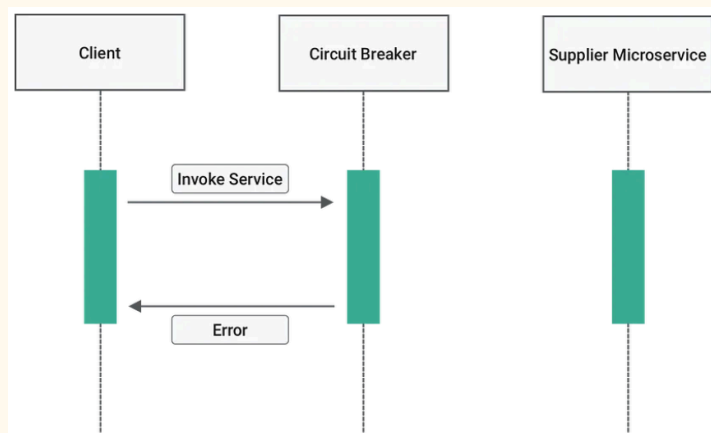 Client
Circuit Breaker
Supplier Microservice
Invoke Service
Error